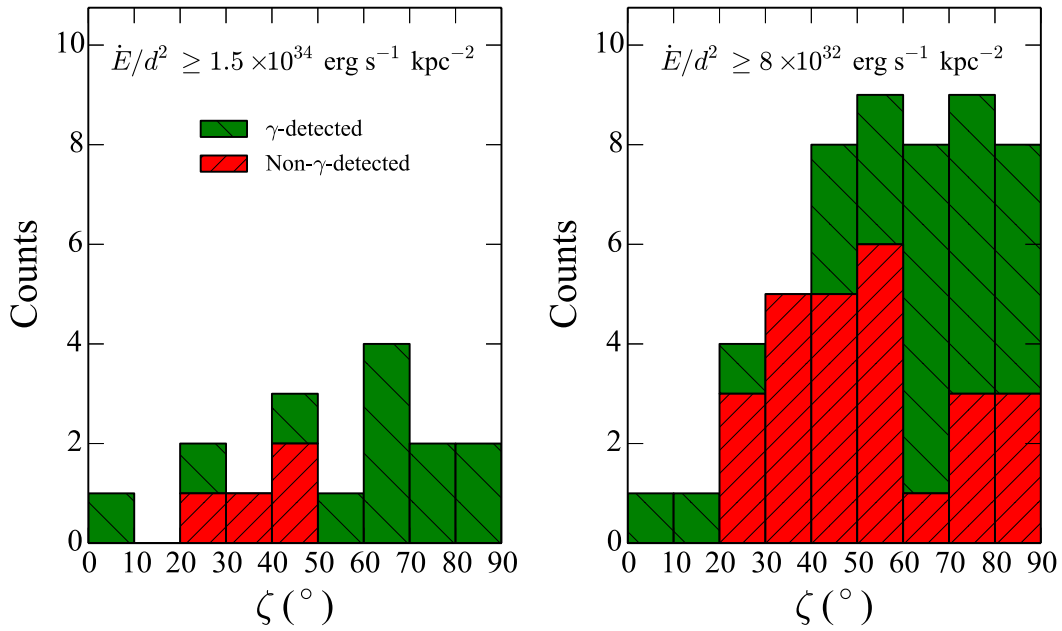 Ė/d² ≥ 1.5 ×10³⁴ erg s⁻¹ kpc⁻²
γ-detected
Non-γ-detected
Counts
10
8
6
4
2
0
0 10 20 30 40 50 60 70 80 90
ζ (°)
Ė/d² ≥ 8 ×10³² erg s⁻¹ kpc⁻²
Counts
10
8
6
4
2
0
0 10 20 30 40 50 60 70 80 90
ζ (°)